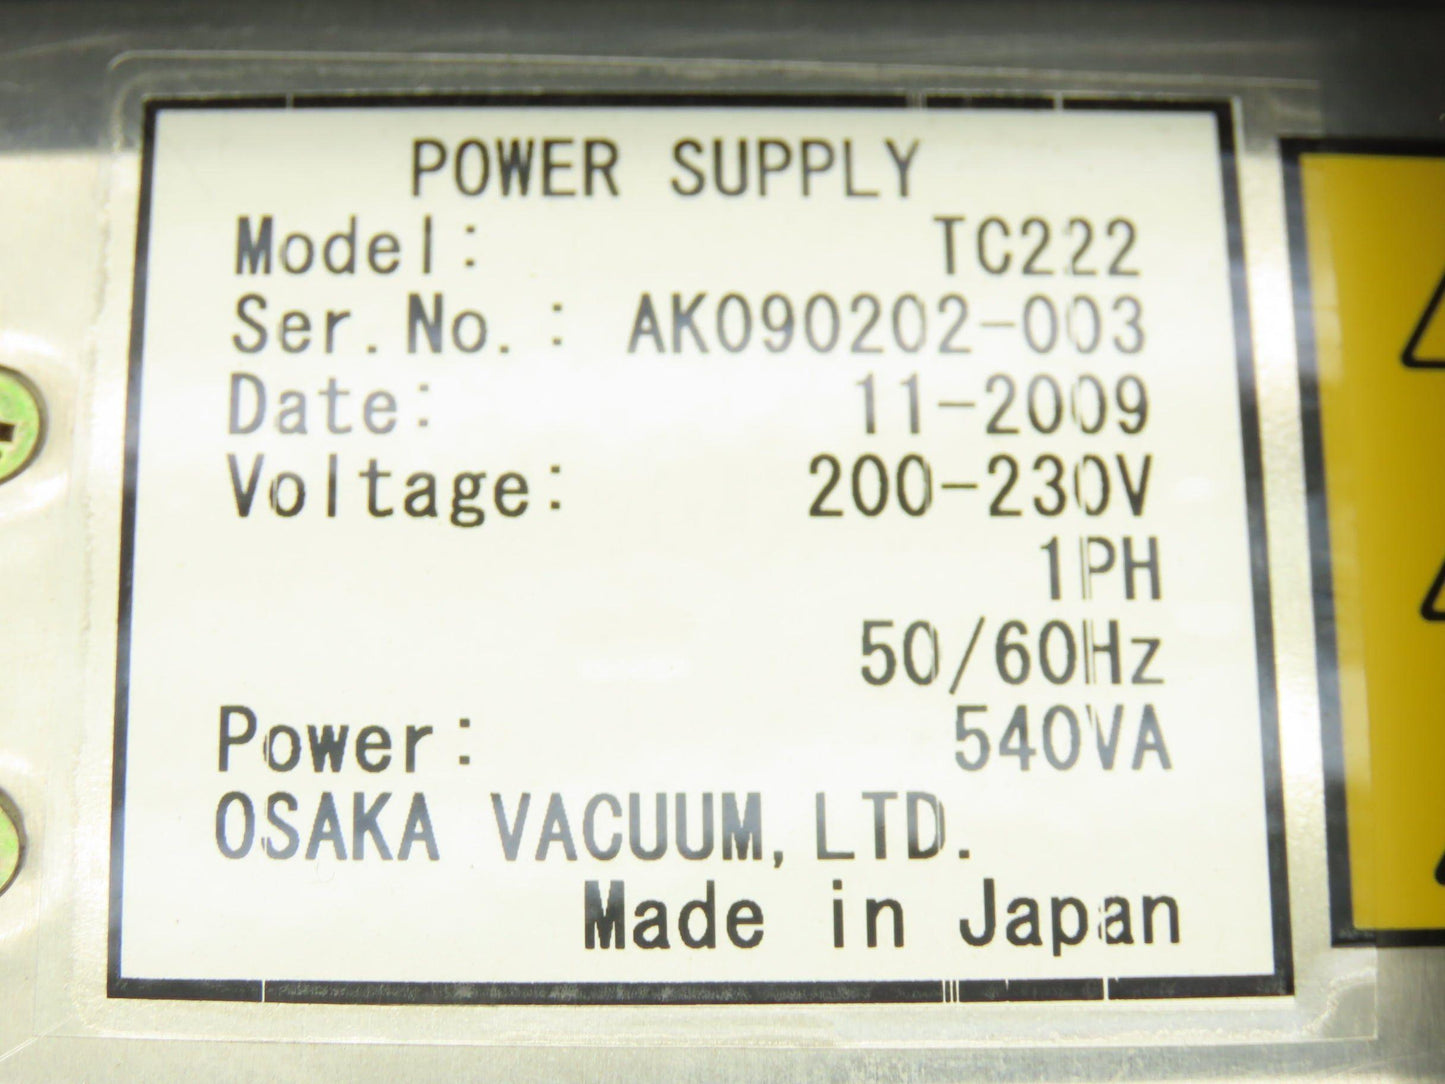 POWER SUPPLY
Model: TC222
Ser.No.: AK090202-003
Date: 11-2009
Voltage: 200-230V
1PH
50/60Hz
Power: 540VA
OSAKA VACUUM, LTD.
Made in Japan